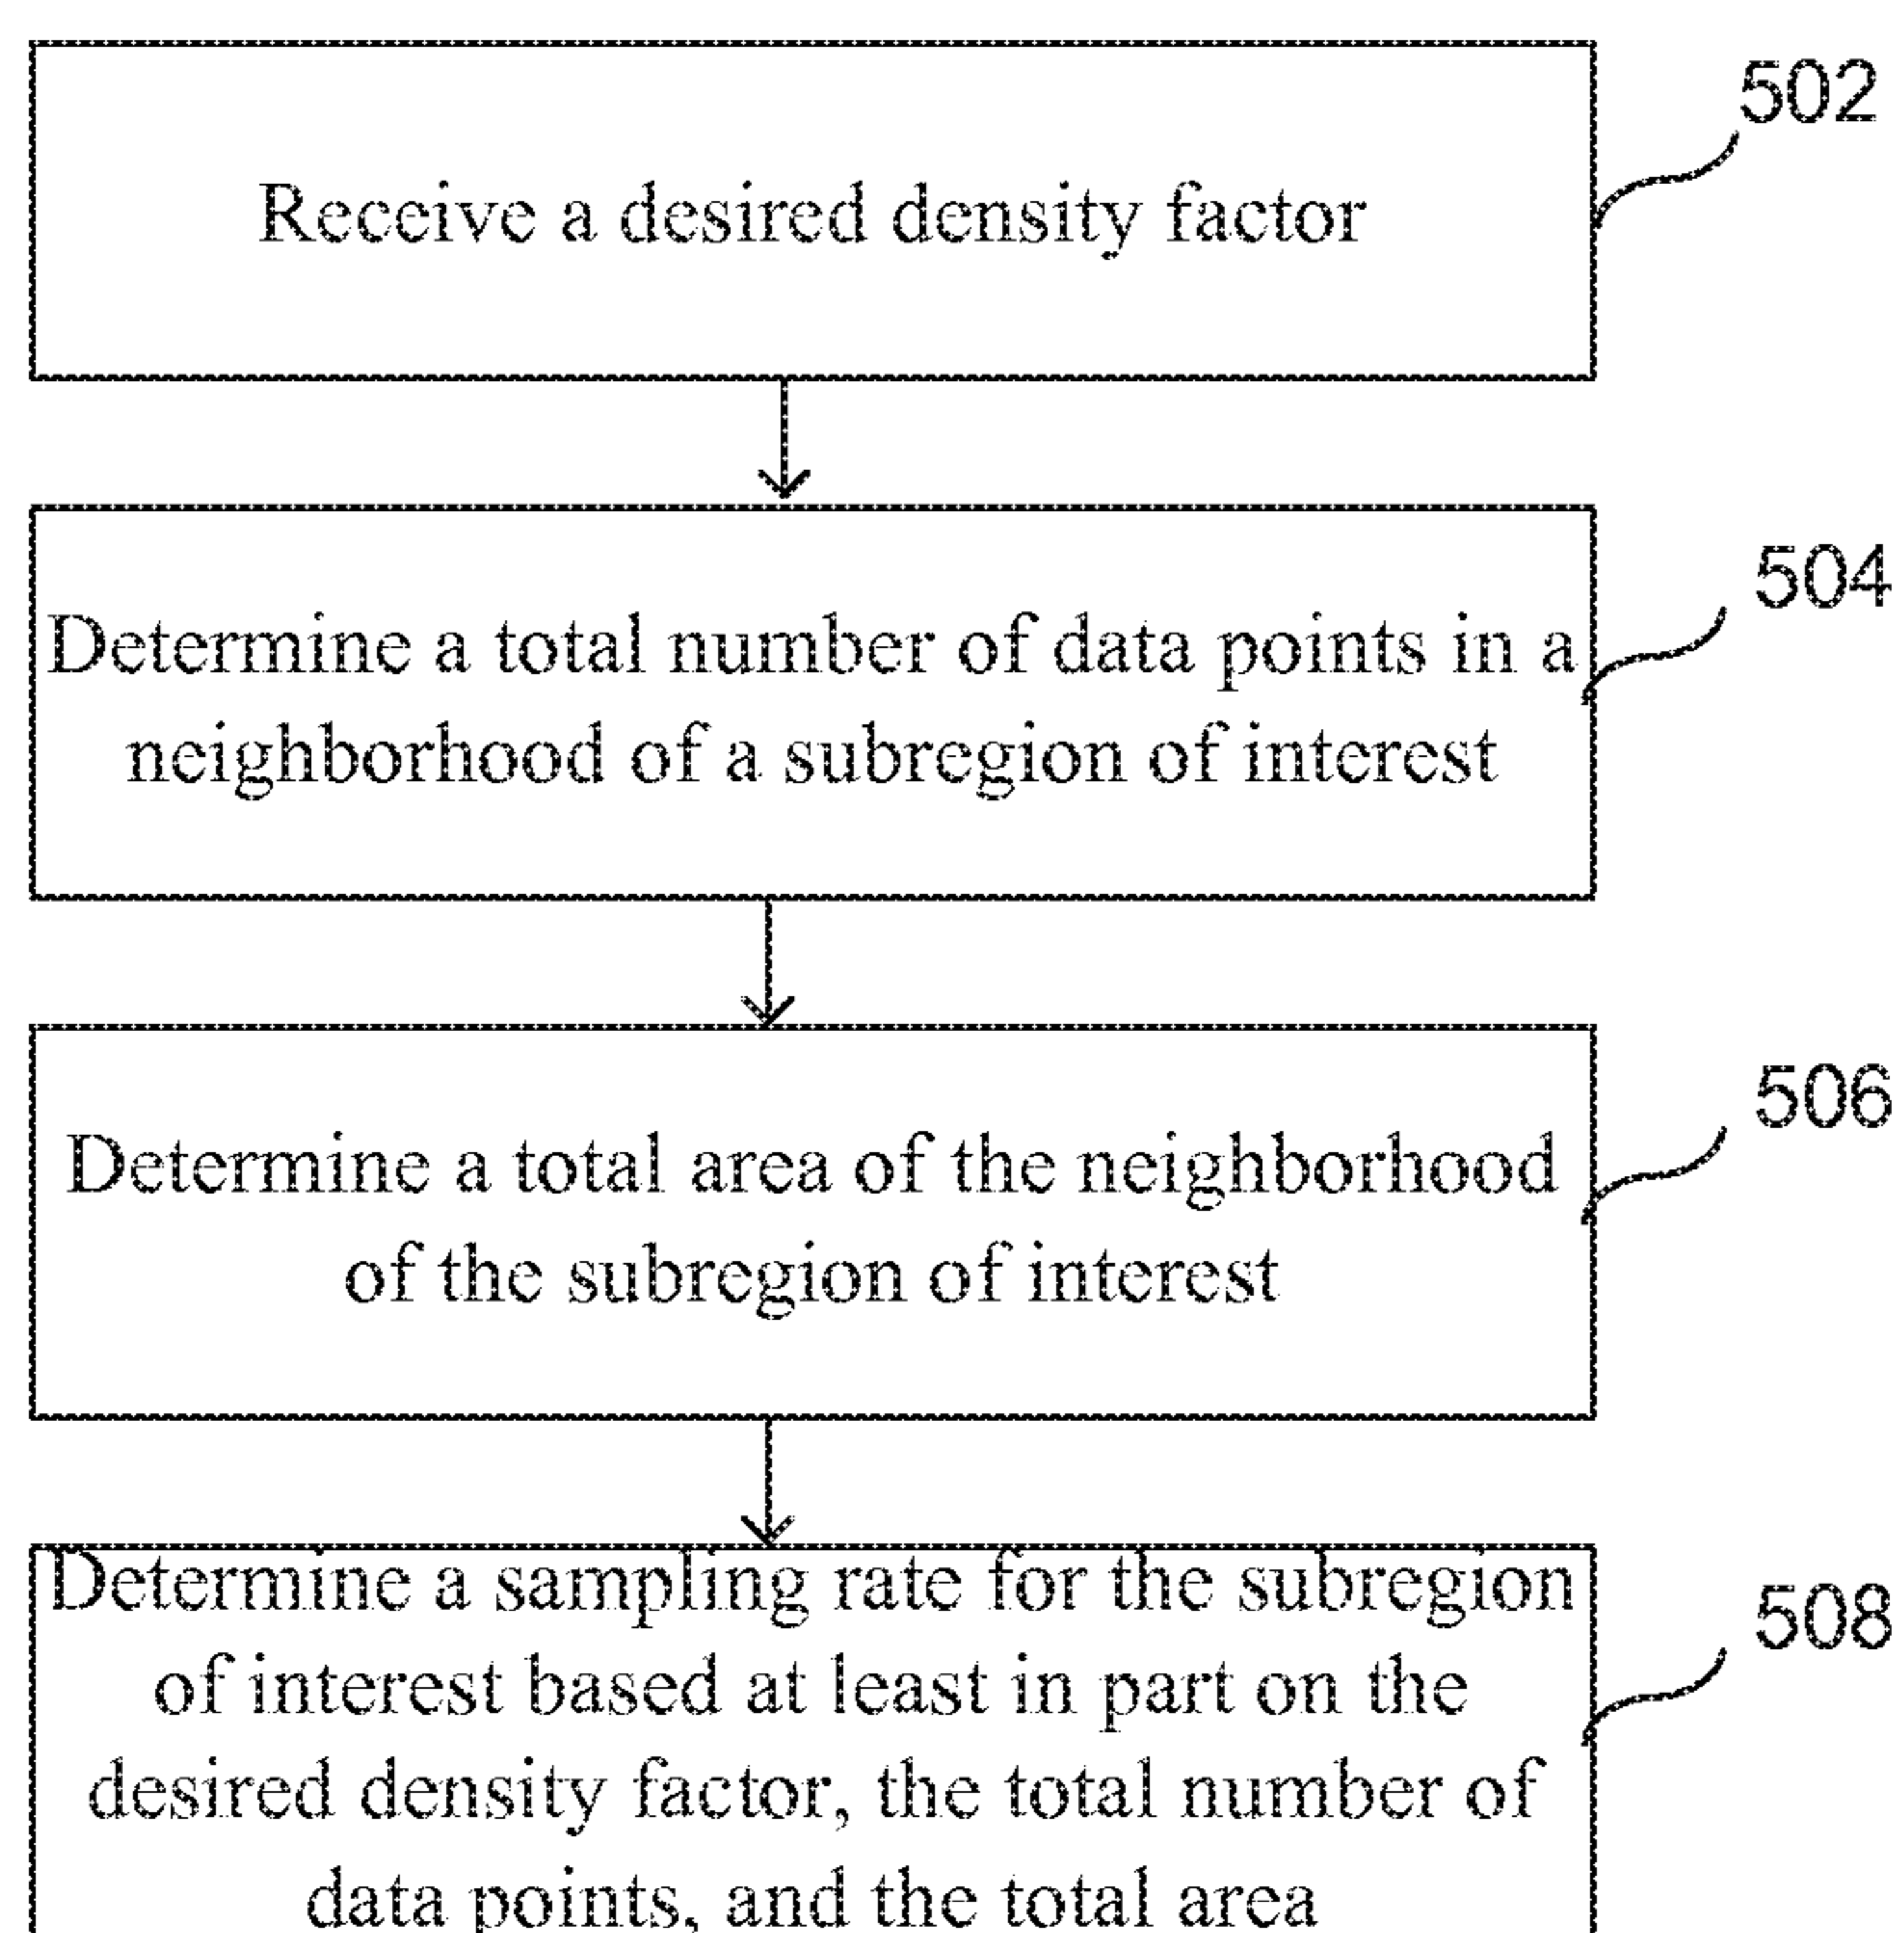 502
Receive a desired density factor
504
Determine a total number of data points in a
neighborhood of a subregion of interest
506
Determine a total area of the neighborhood
of the subregion of interest
508
Determine a sampling rate for the subregion
of interest based at least in part on the
desired density factor, the total number of
data points, and the total area